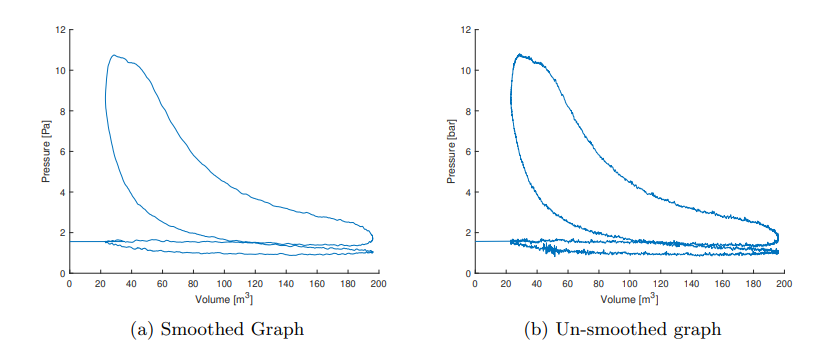 12
10
8
6
4
2
0
Pressure [Pa]
0 20 40 60 80 100 120 140 160 180 200
Volume [m³]
(a) Smoothed Graph
12
10
8
6
4
2
0
Pressure [bar]
0 20 40 60 80 100 120 140 160 180 200
Volume [m³]
(b) Un-smoothed graph